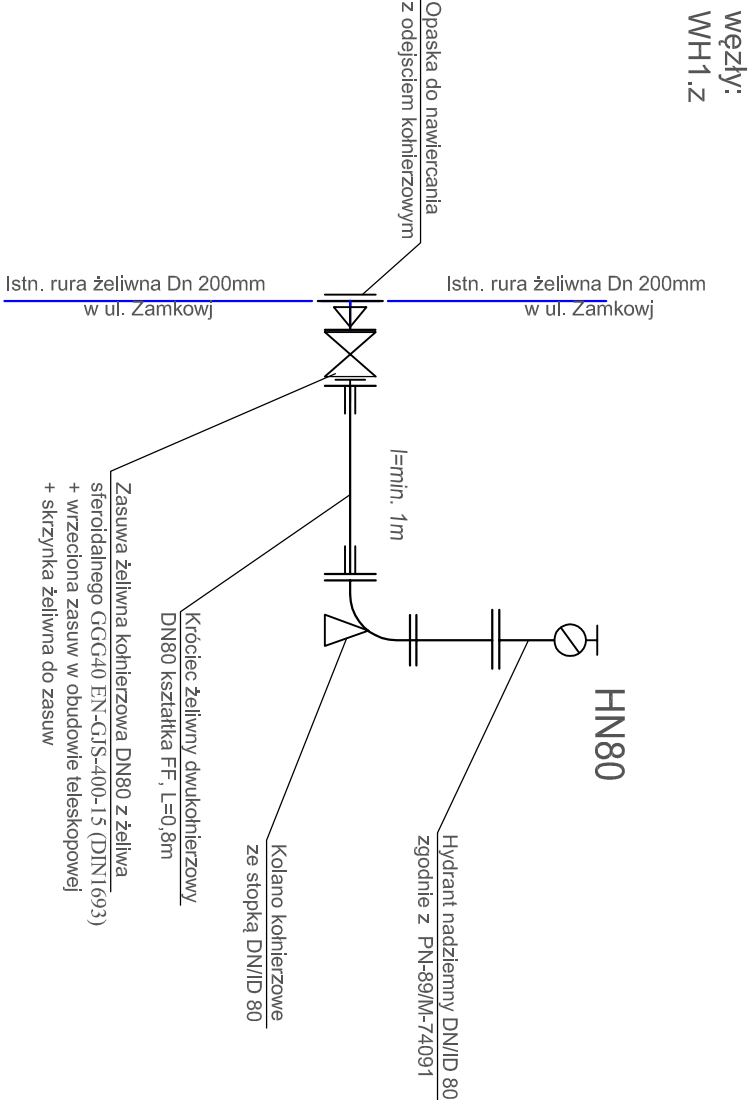 węzły:
WH1.z
Opaska do nawiercania
z odejsciem kołnierzowym
Istn. rura żeliwna Dn 200mm
w ul. Zamkowj
Istn. rura żeliwna Dn 200mm
w ul. Zamkowj
l=min. 1m
HN80
Hydrant nadziemny DN/ID 80
zgodnie z PN-89/M-74091
Kolano kołnierzowe
ze stopką DN/ID 80
Króciec żeliwny dwukołnierzowy
DN80 kształtka FF, L=0,8m
Zasuwa żeliwna kołnierzowa DN80 z żeliwa
sferoidalnego GGG40 EN-GJS-400-15 (DIN1693)
+ wrzeciona zasuw w obudowie teleskopowej
+ skrzynka żeliwna do zasuw